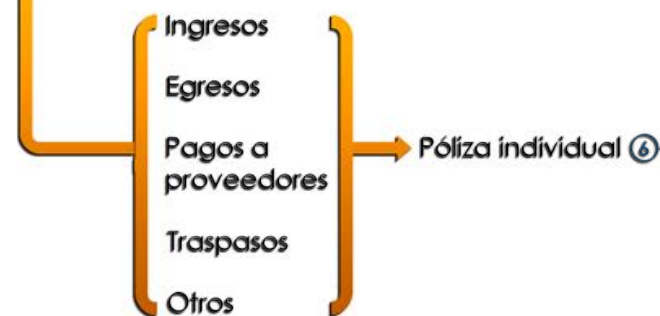 Ingresos
Egresos
Pagos a
proveedores
Traspasos
Otros
Póliza individual 6